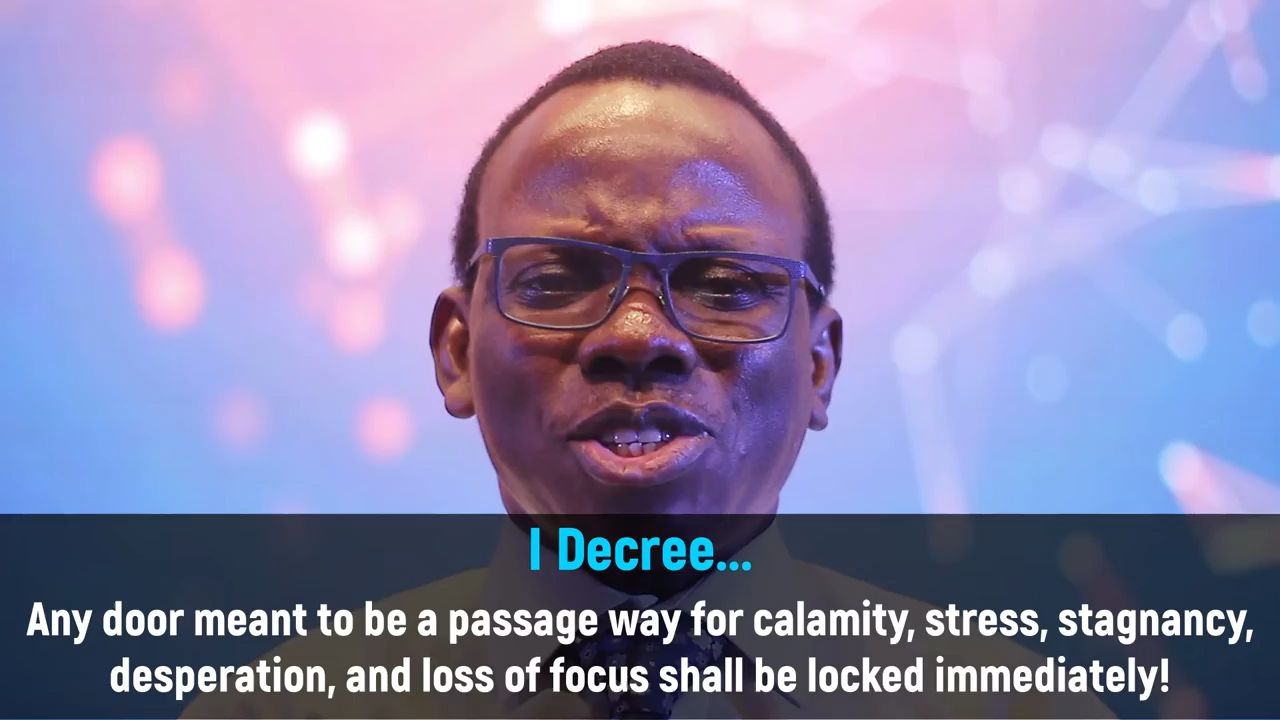 I Decree...
Any door meant to be a passage way for calamity, stress, stagnancy,
desperation, and loss of focus shall be locked immediately!